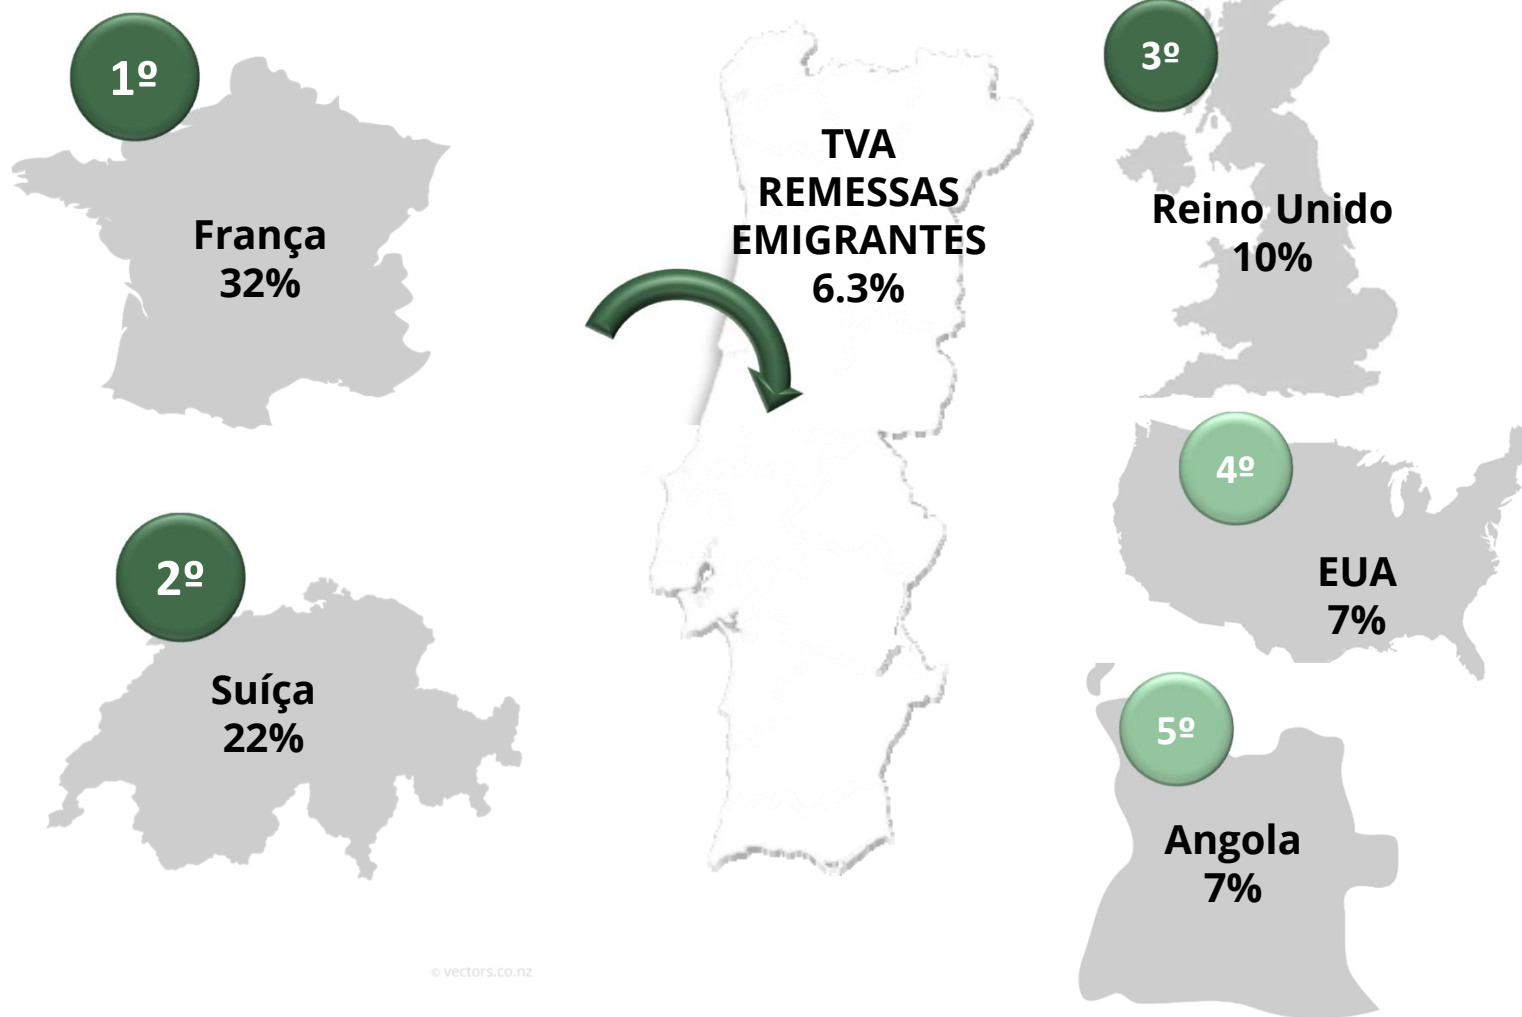 1º
França
32%
2º
Suíça
22%
TVA
REMESSAS
EMIGRANTES
6.3%
3º
Reino Unido
10%
4º
EUA
7%
5º
Angola
7%
© vectors.co.nz